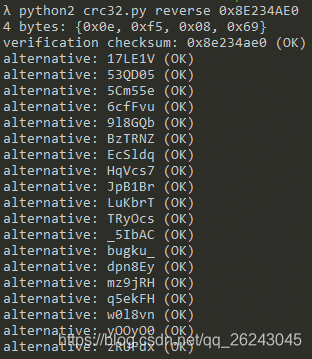 λ python2 crc32.py reverse 0x8E234AE0
4 bytes: {0x0e, 0xf5, 0x08, 0x69}
verification checksum: 0x8e234ae0 (OK)
alternative: 17LE1V (OK)
alternative: 53QD05 (OK)
alternative: 5Cm55e (OK)
alternative: 6cfFvu (OK)
alternative: 9l8GQb (OK)
alternative: BzTRNZ (OK)
alternative: EcSldq (OK)
alternative: HqVcs7 (OK)
alternative: JpB1Br (OK)
alternative: LuKbrT (OK)
alternative: TRyOcs (OK)
alternative: _5IbAC (OK)
alternative: bugku_ (OK)
alternative: dpn8Ey (OK)
alternative: mz9jRH (OK)
alternative: q5ekFH (OK)
alternative: w0l8vn (OK)
alternative: yOOyO0 (OK)
alternative: zRUFdx (OK)
https://blog.csdn.net/qq_26243045